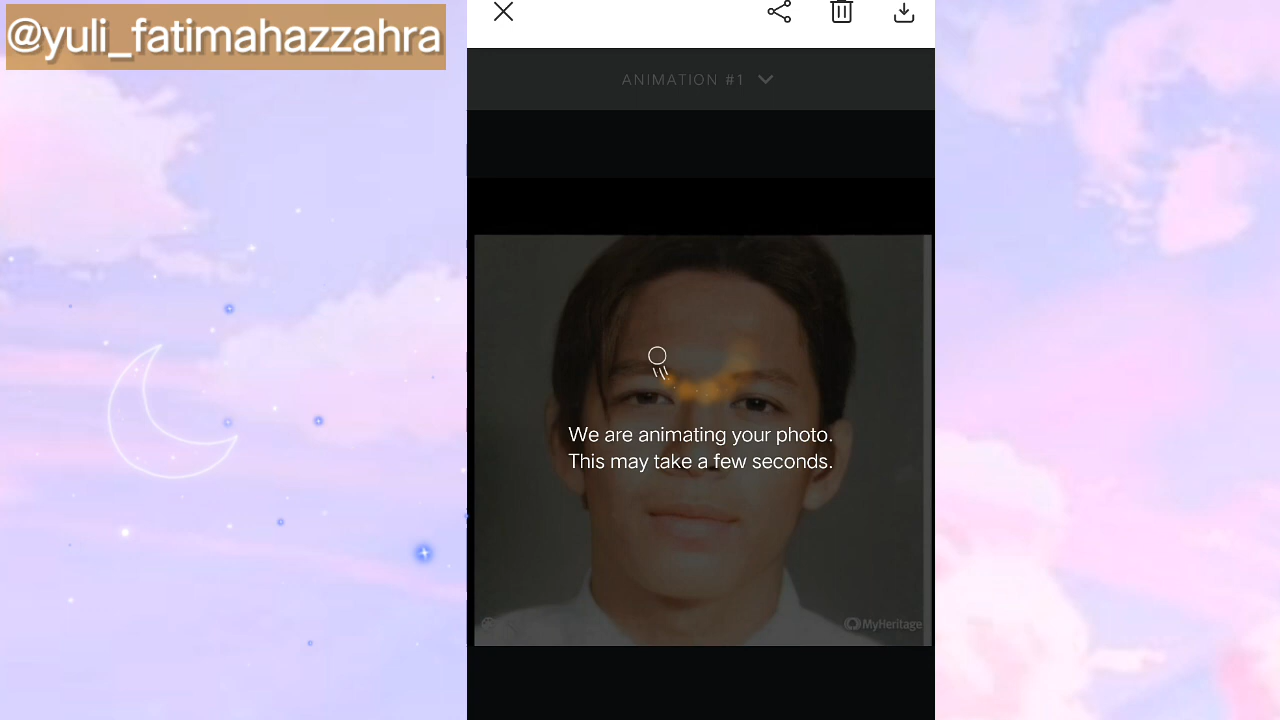 @yuli_fatimahazzahra
ANIMATION #1
We are animating your photo.
This may take a few seconds.
MyHeritage